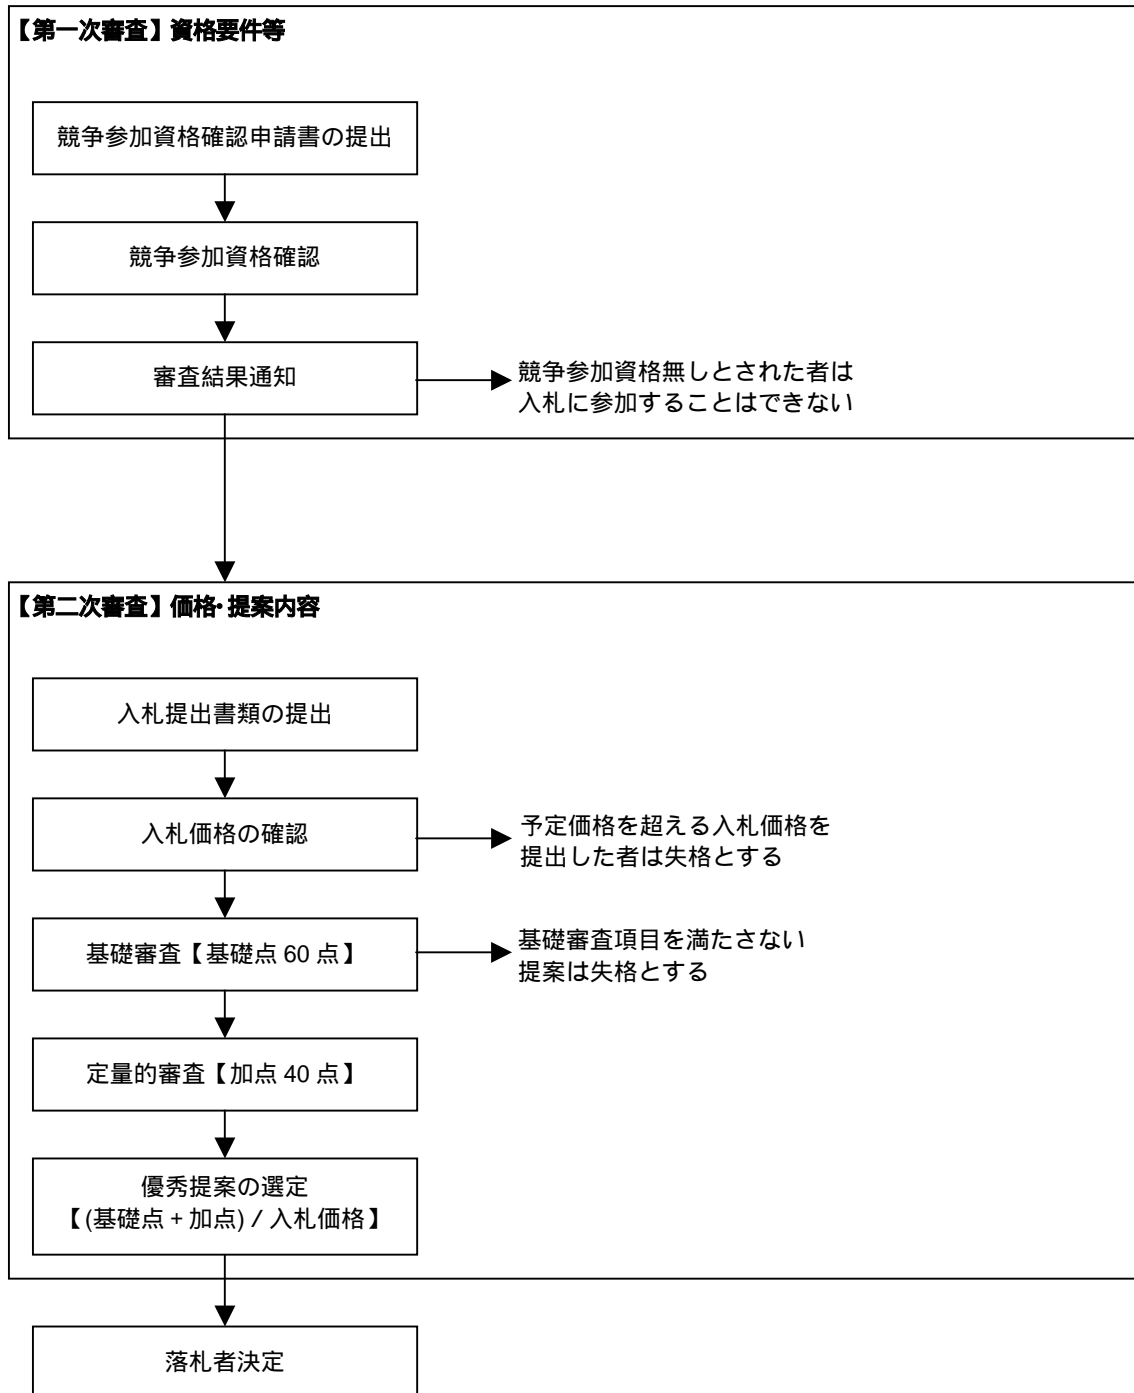 【第一次審査】資格要件等
競争参加資格確認申請書の提出
競争参加資格確認
審査結果通知
競争参加資格無しとされた者は
入札に参加することはできない
【第二次審査】価格・提案内容
入札提出書類の提出
入札価格の確認
予定価格を超える入札価格を
提出した者は失格とする
基礎審査【基礎点 60 点】
基礎審査項目を満たさない
提案は失格とする
定量的審査【加点 40 点】
優秀提案の選定
【(基礎点 + 加点) / 入札価格】
落札者決定